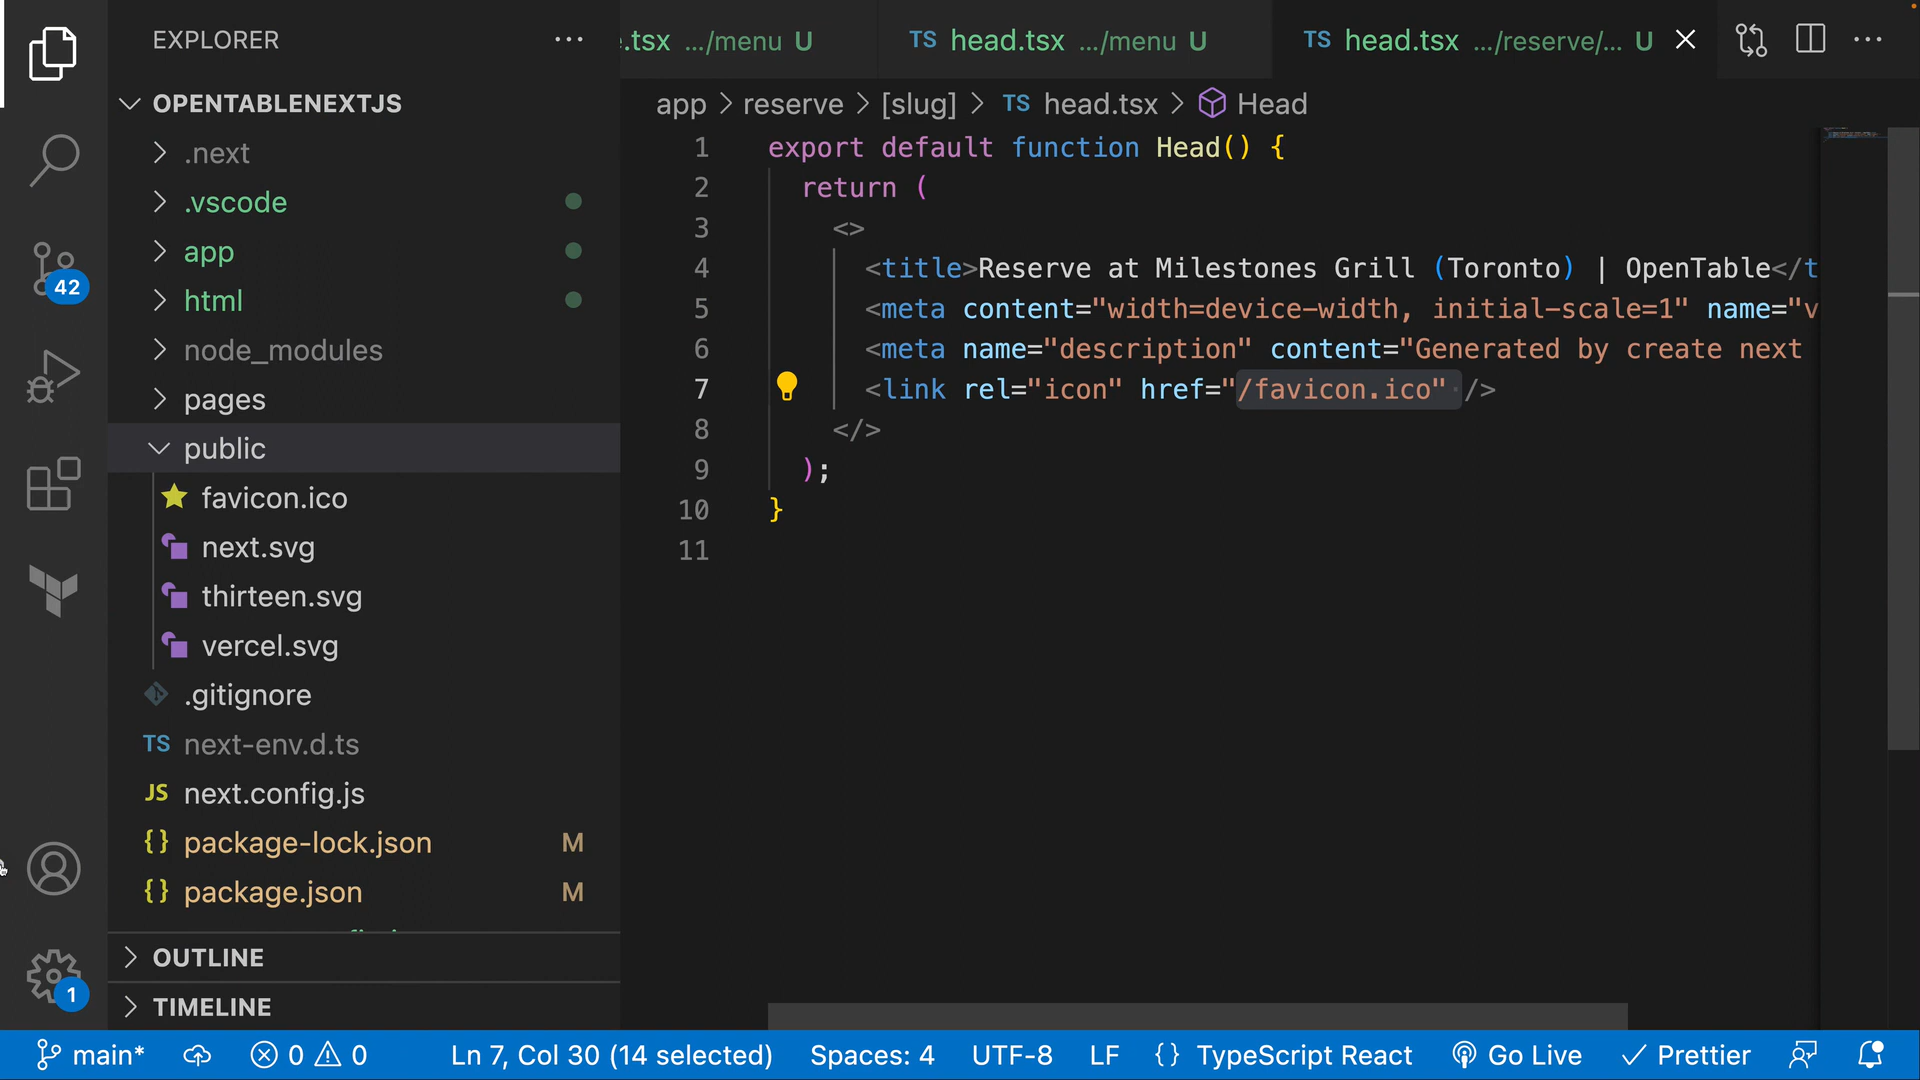 EXPLORER
OPENTABLENEXTJS
.next
.vscode
app
html
node_modules
pages
public
favicon.ico
next.svg
thirteen.svg
vercel.svg
.gitignore
TS next-env.d.ts
JS next.config.js
{} package-lock.json M
{} package.json M
OUTLINE
TIMELINE
42
1
.tsx .../menu U
TS head.tsx .../menu U
TS head.tsx .../reserve/... U
app > reserve > [slug] > TS head.tsx > Head
1 export default function Head() {
2 return (
3 <>
4 <title>Reserve at Milestones Grill (Toronto) | OpenTable</t
5 <meta content="width=device-width, initial-scale=1" name="v
6 <meta name="description" content="Generated by create next
7 <link rel="icon" href="/favicon.ico" />
8 </>
9 );
10 }
11
main* 0 0 Ln 7, Col 30 (14 selected) Spaces: 4 UTF-8 LF {} TypeScript React Go Live Prettier